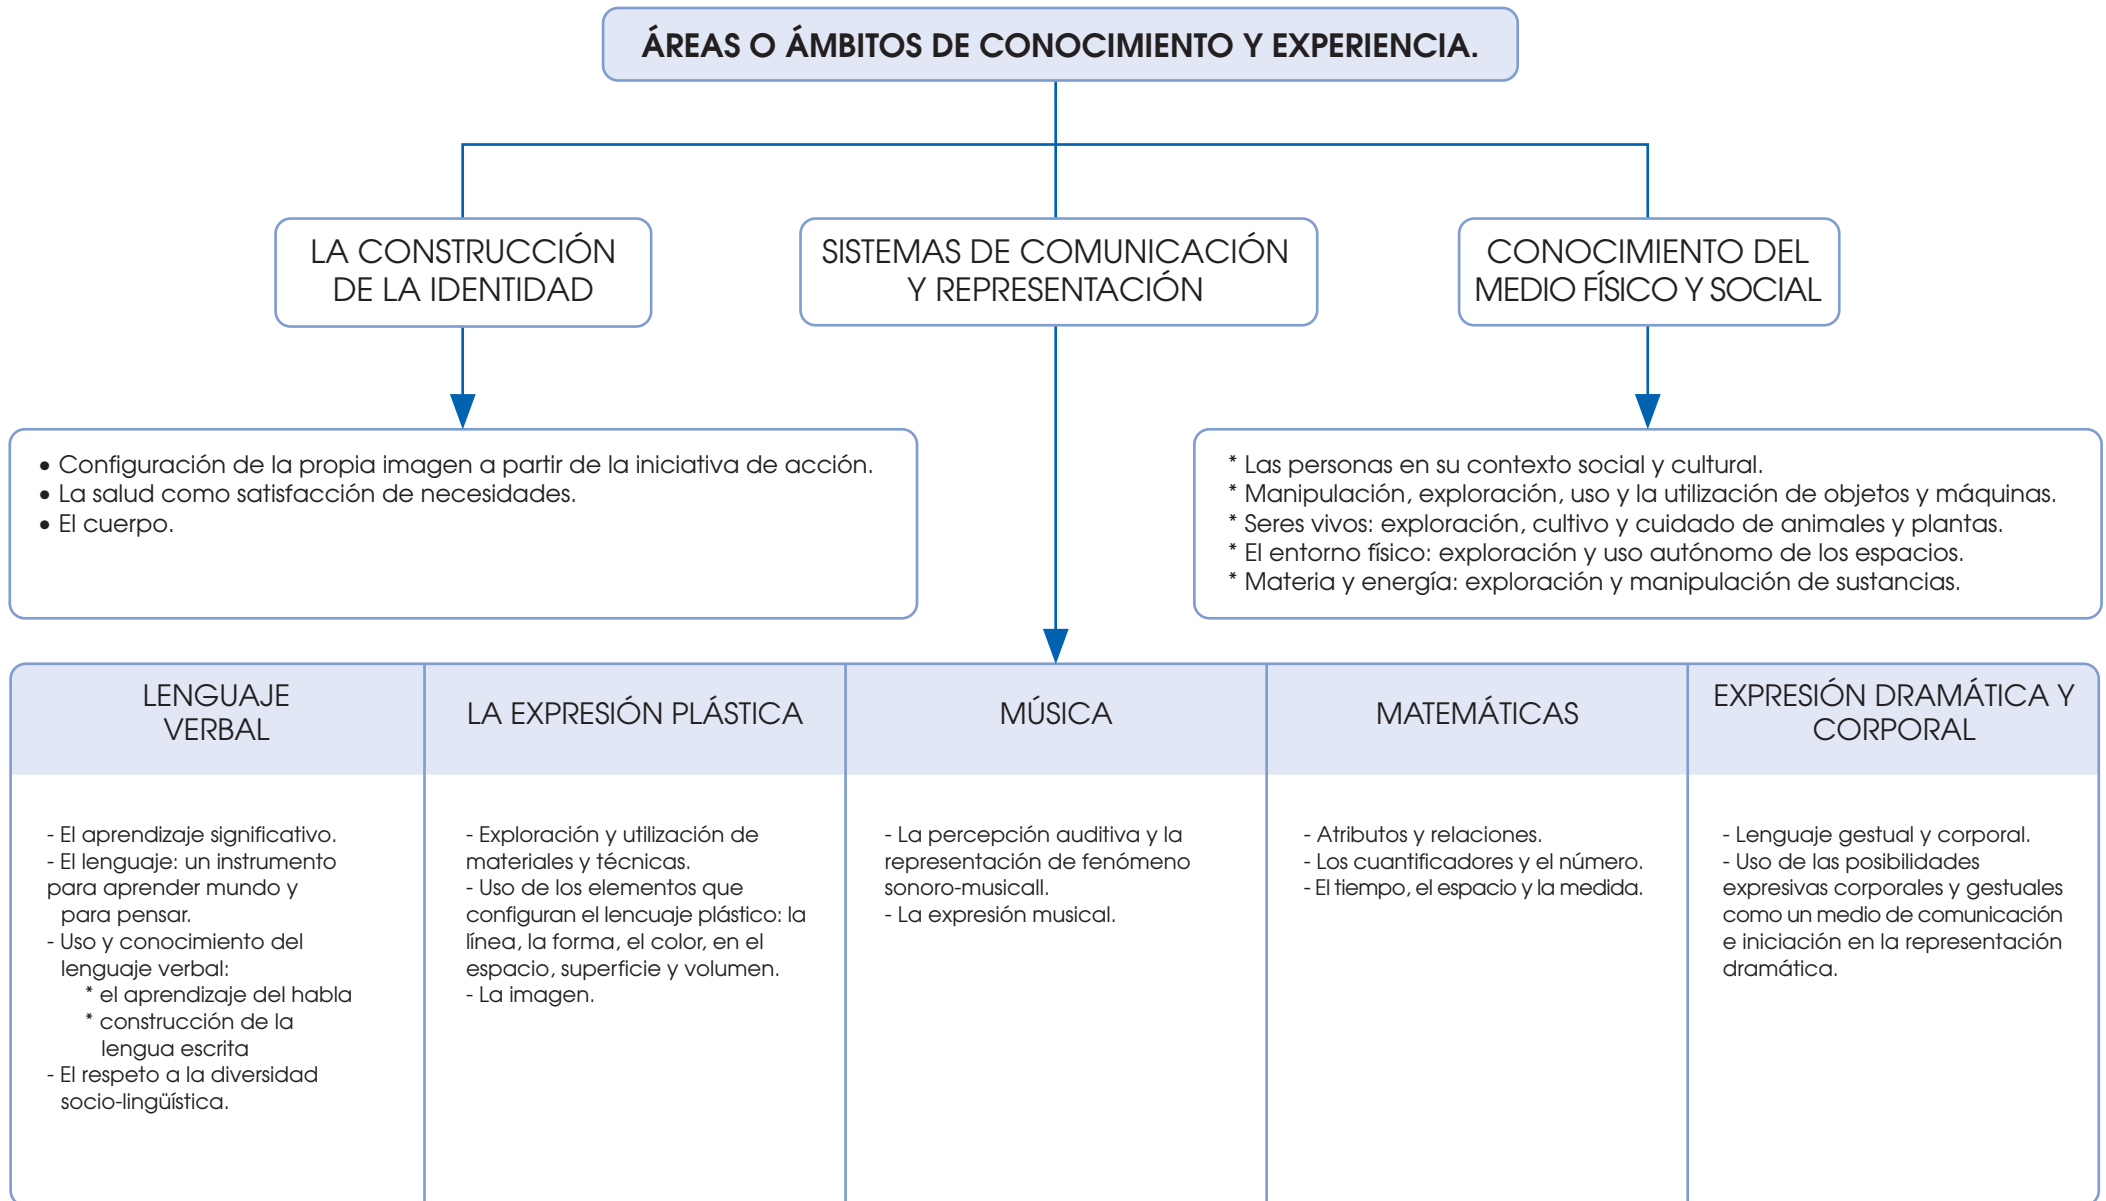 ÁREAS O ÁMBITOS DE CONOCIMIENTO Y EXPERIENCIA.
LA CONSTRUCCIÓN
DE LA IDENTIDAD
SISTEMAS DE COMUNICACIÓN
Y REPRESENTACIÓN
CONOCIMIENTO DEL
MEDIO FÍSICO Y SOCIAL
• Configuración de la propia imagen a partir de la iniciativa de acción.
• La salud como satisfacción de necesidades.
• El cuerpo.
* Las personas en su contexto social y cultural.
* Manipulación, exploración, uso y la utilización de objetos y máquinas.
* Seres vivos: exploración, cultivo y cuidado de animales y plantas.
* El entorno físico: exploración y uso autónomo de los espacios.
* Materia y energía: exploración y manipulación de sustancias.
LENGUAJE
VERBAL
- El aprendizaje significativo.
- El lenguaje: un instrumento
para aprender mundo y
para pensar.
- Uso y conocimiento del
lenguaje verbal:
* el aprendizaje del habla
* construcción de la
lengua escrita
- El respeto a la diversidad
socio-lingüística.
LA EXPRESIÓN PLÁSTICA
- Exploración y utilización de
materiales y técnicas.
- Uso de los elementos que
configuran el lencuaje plástico: la
línea, la forma, el color, en el
espacio, superficie y volumen.
- La imagen.
MÚSICA
- La percepción auditiva y la
representación de fenómeno
sonoro-musicall.
- La expresión musical.
MATEMÁTICAS
- Atributos y relaciones.
- Los cuantificadores y el número.
- El tiempo, el espacio y la medida.
EXPRESIÓN DRAMÁTICA Y
CORPORAL
- Lenguaje gestual y corporal.
- Uso de las posibilidades
expresivas corporales y gestuales
como un medio de comunicación
e iniciación en la representación
dramática.